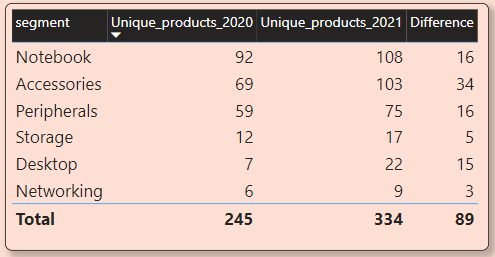 segment Unique_products_2020 Unique_products_2021 Difference
Notebook 92 108 16
Accessories 69 103 34
Peripherals 59 75 16
Storage 12 17 5
Desktop 7 22 15
Networking 6 9 3
Total 245 334 89